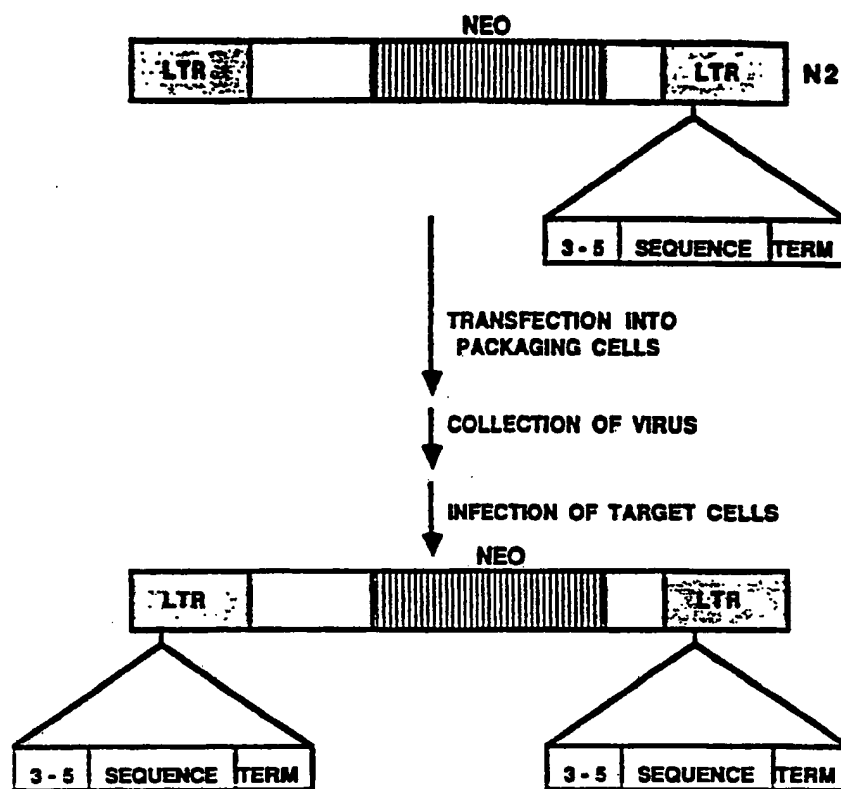 NEO
LTR LTR N2
3-5 SEQUENCE TERM
TRANSFECTION INTO
PACKAGING CELLS
COLLECTION OF VIRUS
INFECTION OF TARGET CELLS
NEO
LTR LTR
3-5 SEQUENCE TERM 3-5 SEQUENCE TERM